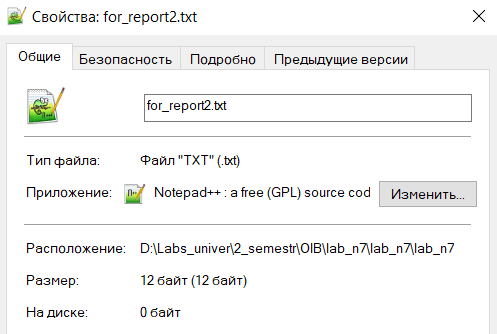 Свойства: for_report2.txt
Общие Безопасность Подробно Предыдущие версии
for_report2.txt
Тип файла: Файл "TXT" (.txt)
Приложение: Notepad++ : a free (GPL) source cod Изменить...
Расположение: D:\Labs_univer\2_semestr\OIB\lab_n7\lab_n7\lab_n7
Размер: 12 байт (12 байт)
На диске: 0 байт